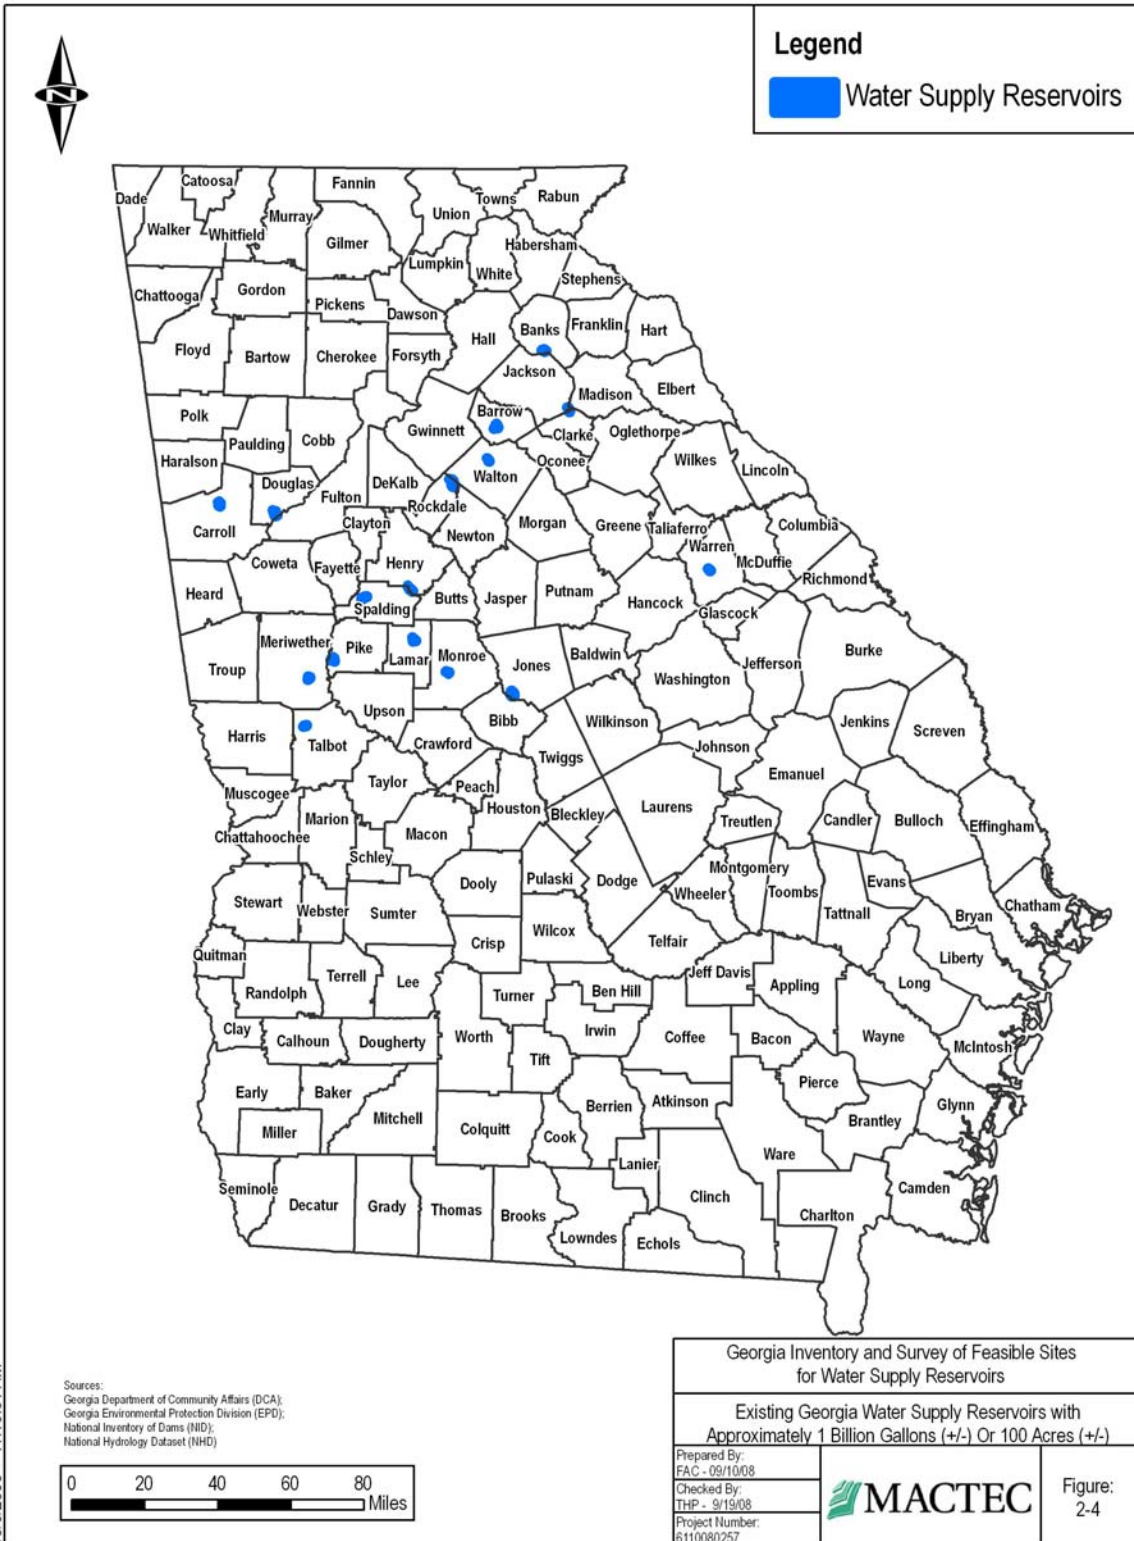 Legend
Water Supply Reservoirs
N
Fannin
Catoosa
Dade
Towns
Rabun
Union
Murray
Walker
Whitfield
Gilmer
Habersham
Lumpkin
White
Stephens
Chattooga
Gordon
Pickens
Dawson
Hall
Banks
Franklin
Hart
Floyd
Bartow
Cherokee
Forsyth
Jackson
Madison
Elbert
Polk
Paulding
Cobb
Gwinnett
Barrow
Clarke
Oglethorpe
Haralson
Oconee
Wilkes
Lincoln
Douglas
Fulton
DeKalb
Walton
Rockdale
Carroll
Clayton
Newton
Morgan
Greene
Taliaferro
Columbia
Warren
McDuffie
Coweta
Fayette
Henry
Richmond
Heard
Spalding
Butts
Jasper
Putnam
Hancock
Glascock
Meriwether
Pike
Lamar
Monroe
Jones
Baldwin
Burke
Troup
Washington
Jefferson
Upson
Bibb
Wilkinson
Jenkins
Screven
Harris
Talbot
Crawford
Johnson
Twiggs
Emanuel
Taylor
Peach
Muscogee
Houston
Bleckley
Laurens
Treutlen
Candler
Bulloch
Effingham
Marion
Macon
Chattahoochee
Schley
Montgomery
Dooly
Pulaski
Dodge
Wheeler
Toombs
Evans
Stewart
Webster
Sumter
Tattnall
Bryan
Chatham
Wilcox
Crisp
Telfair
Quitman
Liberty
Terrell
Lee
Jeff Davis
Appling
Long
Randolph
Turner
Ben Hill
Clay
Calhoun
Dougherty
Worth
Irwin
Coffee
Bacon
Wayne
McIntosh
Tift
Pierce
Early
Baker
Mitchell
Berrien
Atkinson
Glynn
Brantley
Miller
Colquitt
Cook
Ware
Lanier
Seminole
Decatur
Grady
Thomas
Brooks
Clinch
Camden
Charlton
Lowndes
Echols
Sources:
Georgia Department of Community Affairs (DCA);
Georgia Environmental Protection Division (EPD);
National Inventory of Dams (NID);
National Hydrology Dataset (NHD)
0 20 40 60 80
Miles
Georgia Inventory and Survey of Feasible Sites
for Water Supply Reservoirs
Existing Georgia Water Supply Reservoirs with
Approximately 1 Billion Gallons (+/-) Or 100 Acres (+/-)
Prepared By:
FAC - 09/10/08
Checked By:
THP - 9/19/08
Project Number:
6110080257
MACTEC
Figure:
2-4